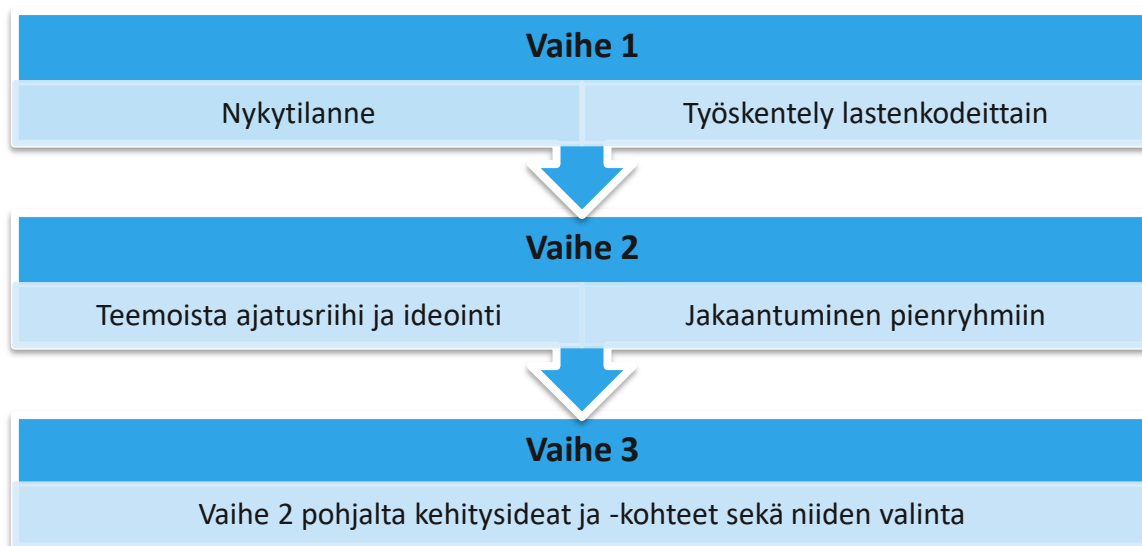 Vaihe 1
Nykytilanne
Työskentely lastenkodeittain
Vaihe 2
Teemoista ajatusriihi ja ideointi
Jakaantuminen pienryhmiin
Vaihe 3
Vaihe 2 pohjalta kehitysideat ja -kohteet sekä niiden valinta